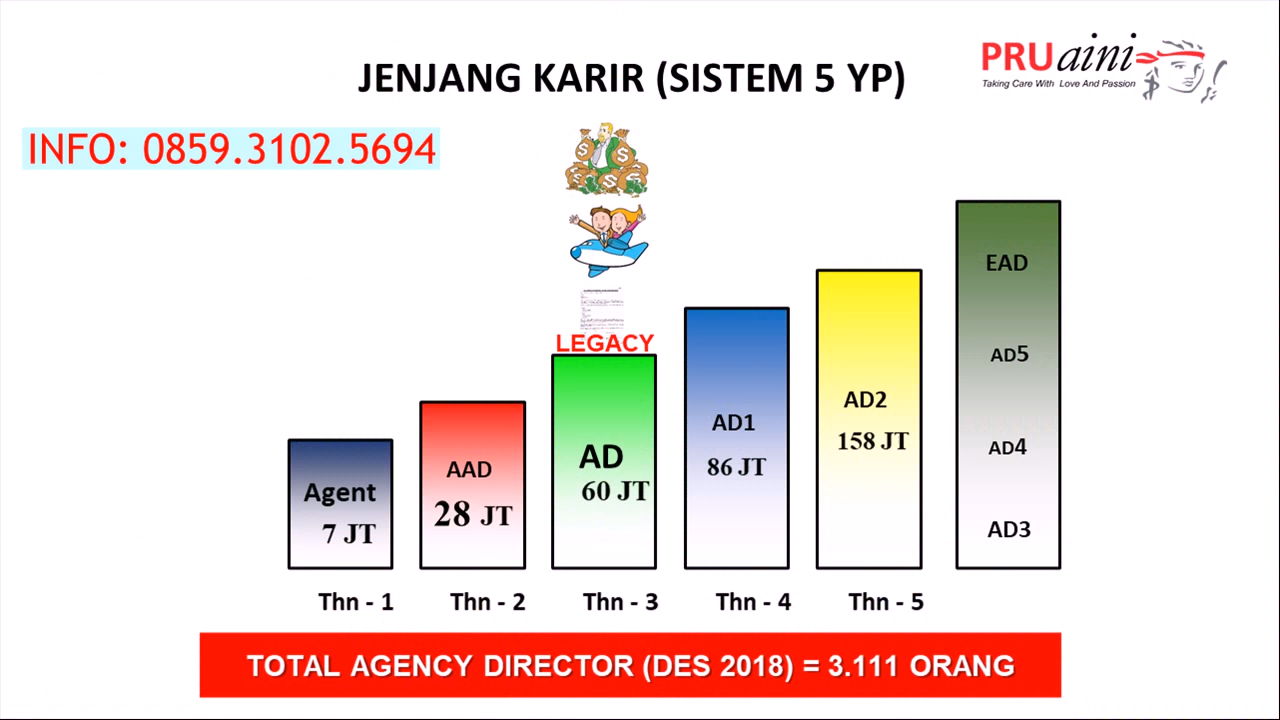 JENJANG KARIR (SISTEM 5 YP)
PRUaini
Taking Care With Love And Passion
INFO: 0859.3102.5694
LEGACY
Agent
7 JT
AAD
28 JT
AD
60 JT
AD1
86 JT
AD2
158 JT
EAD
AD5
AD4
AD3
Thn - 1
Thn - 2
Thn - 3
Thn - 4
Thn - 5
TOTAL AGENCY DIRECTOR (DES 2018) = 3.111 ORANG